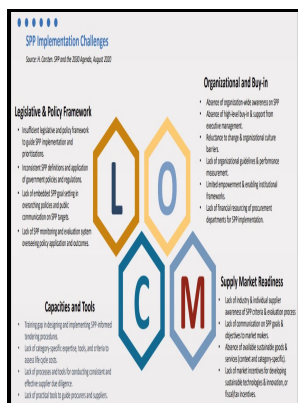 SPP Implementation Challenges
Source: H. Carsten. SPP and the 2030 Agenda, August 2020
Organizational and Buy-in
• Absence of organization-wide awareness on SPP
• Absence of high-level buy-in & support from
executive management.
• Reluctance to change & organizational culture
barriers.
• Lack of organizational guidelines & performance
measurement.
• Limited empowerment & enabling institutional
frameworks.
• Lack of financial resourcing of procurement
departments for SPP implementation.
Legislative & Policy Framework
• Insufficient legislative and policy framework
to guide SPP implementation and
prioritizations.
• Inconsistent SPP definitions and application
of government policies and regulations.
• Lack of embedded SPP goal setting in
overarching policies and public
communication on SPP targets.
• Lack of SPP monitoring and evaluation system
overseeing policy application and outcomes.
L
O
C
M
Capacities and Tools
• Training gap in designing and implementing SPP-informed
tendering procedures.
• Lack of category-specific expertise, tools, and criteria to
assess life cycle costs.
• Lack of processes and tools for conducting consistent and
effective supplier due diligence.
• Lack of practical tools to guide procurers and suppliers.
Supply Market Readiness
• Lack of industry & individual supplier
awareness of SPP criteria & evaluation process
• Lack of communication on SPP goals &
objectives to market makers.
• Absence of available sustainable goods &
services (context and category-specific).
• Lack of market incentives for developing
sustainable technologies & innovation, or
fiscal/tax incentives.